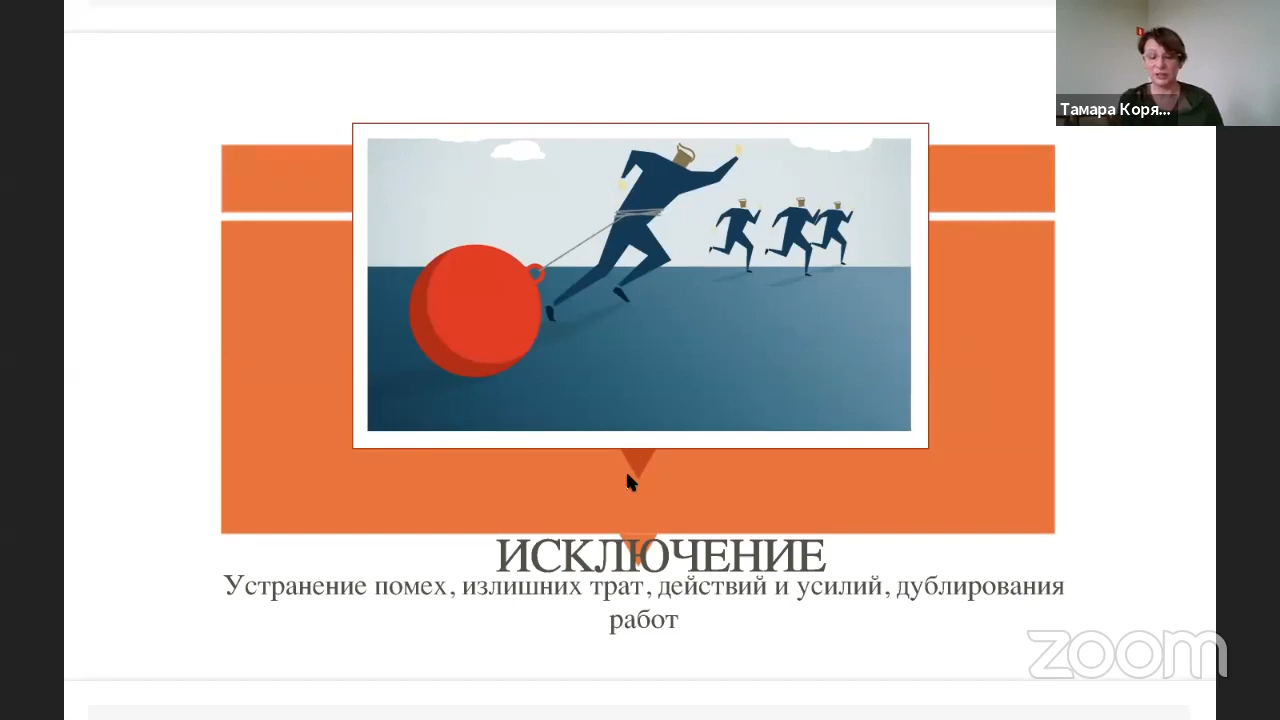 Тамара Коря...
ИСКЛЮЧЕНИЕ
Устранение помех, излишних трат, действий и усилий, дублирования
работ
zoom